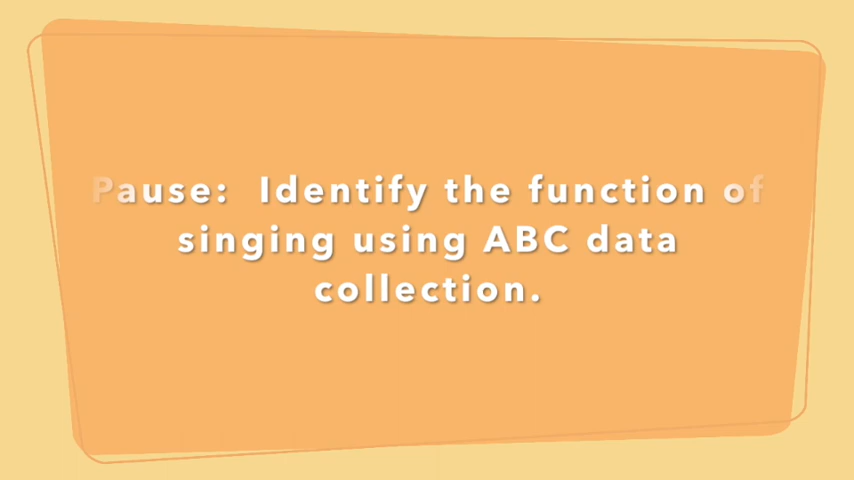 Pause:  Identify the function of
singing using ABC data
collection.